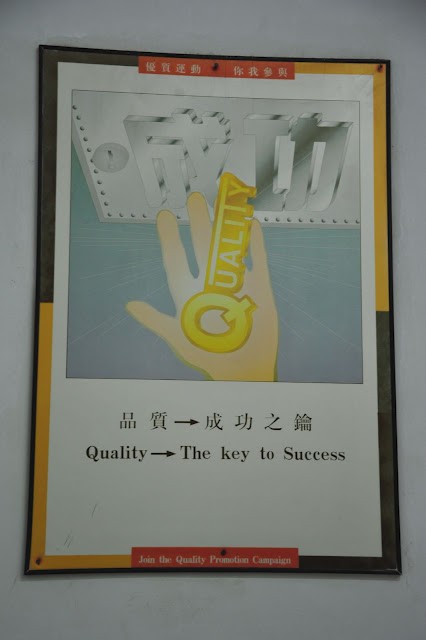 優質運動 你我參與
成功
QUALITY
品質→成功之鑰
Quality→The key to Success
Join the Quality Promotion Campaign